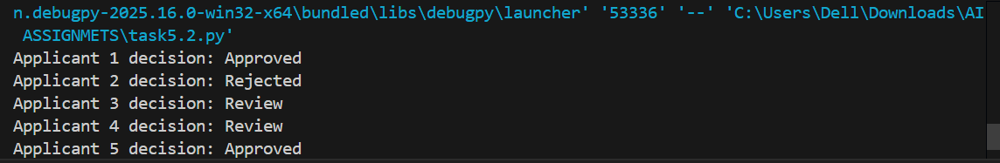 n.debugpy-2025.16.0-win32-x64\bundled\libs\debugpy\launcher' '53336' '--' 'C:\Users\Dell\Downloads\AI
ASSIGNMETS\task5.2.py'
Applicant 1 decision: Approved
Applicant 2 decision: Rejected
Applicant 3 decision: Review
Applicant 4 decision: Review
Applicant 5 decision: Approved